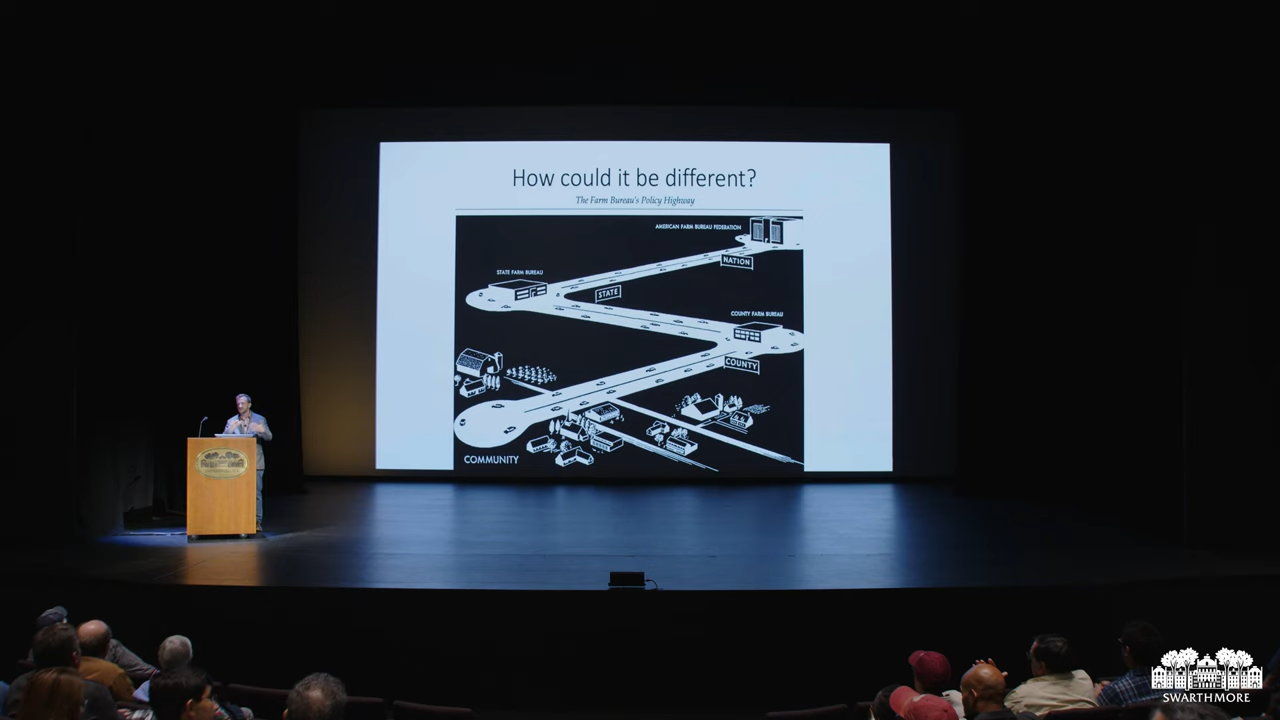 How could it be different?
The Farm Bureau's Policy Highway
AMERICAN FARM BUREAU FEDERATION
NATION
STATE FARM BUREAU
STATE
COUNTY FARM BUREAU
COUNTY
COMMUNITY
SWARTHMORE